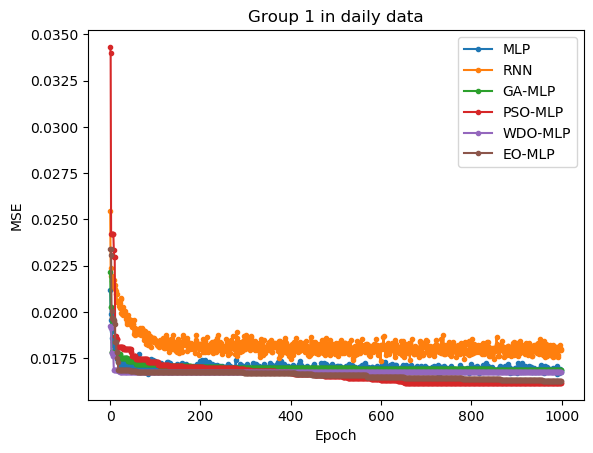 Group 1 in daily data
MSE
0.0350
0.0325
0.0300
0.0275
0.0250
0.0225
0.0200
0.0175
MLP
RNN
GA-MLP
PSO-MLP
WDO-MLP
EO-MLP
0
200
400
600
800
1000
Epoch